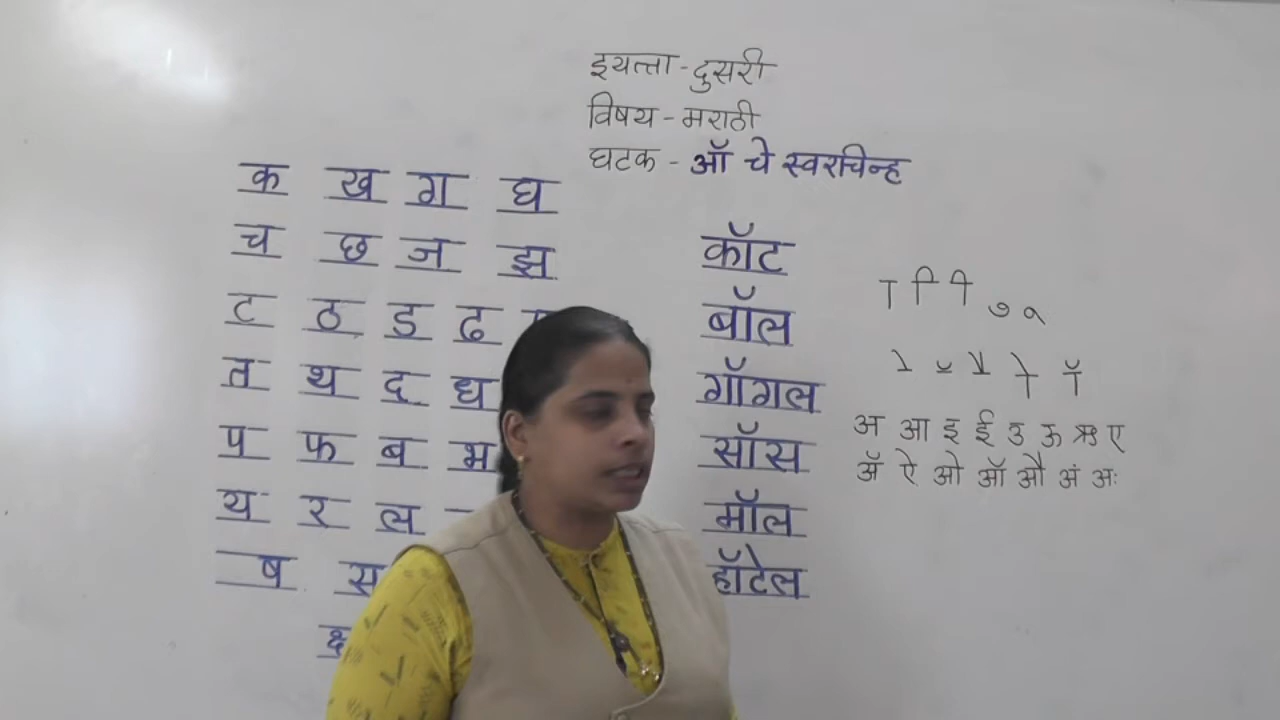 इयत्ता - दुसरी
विषय - मराठी
घटक - ऑ चे स्वरचिन्ह
क ख ग घ
च छ ज झ
ट ठ ड ढ
त थ द ध
प फ ब भ
य र ल
ष स
क्ष
कॉट
बॉल
गॉगल
सॉस
मॉल
हॉटेल
ा ि ी ु ू
े ॅ ै ो ॉ
अ आ इ ई उ ऊ ऋ ए
ॲ ऐ ओ ऑ औ अं अः